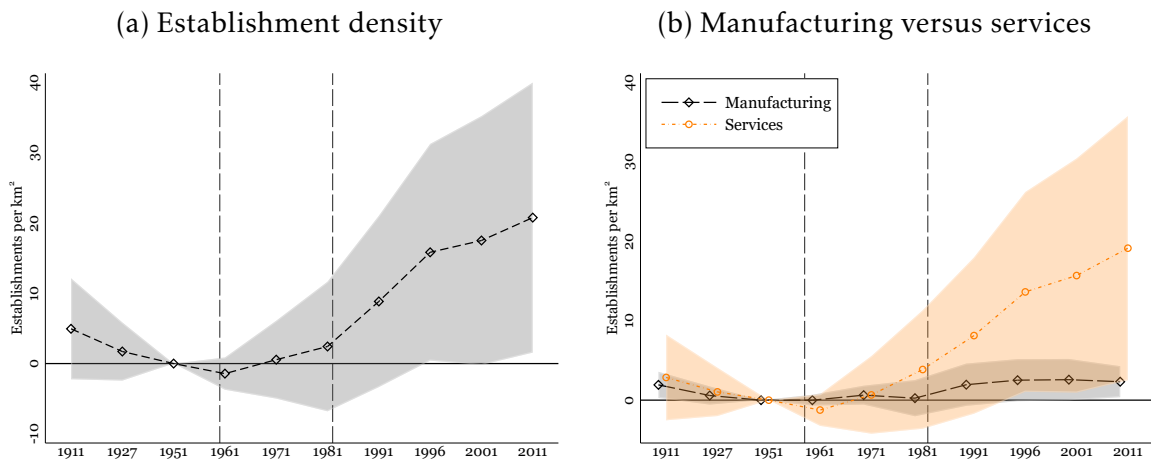 (a) Establishment density
Establishments per km²
40
30
20
10
0
-10
1911 1927 1951 1961 1971 1981 1991 1996 2001 2011
(b) Manufacturing versus services
Establishments per km²
40
30
20
10
0
Manufacturing
Services
1911 1927 1951 1961 1971 1981 1991 1996 2001 2011